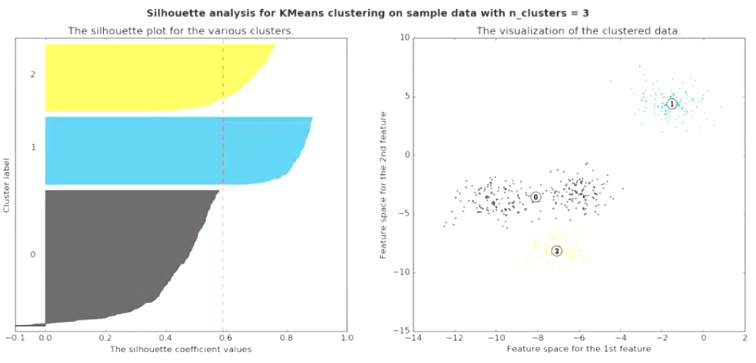 Silhouette analysis for KMeans clustering on sample data with n_clusters = 3
The silhouette plot for the various clusters.
2
1
0
Cluster label
-0.1 0.0 0.2 0.4 0.6 0.8 1.0
The silhouette coefficient values
The visualization of the clustered data.
10
5
0
−5
−10
−15
Feature space for the 2nd feature
1
0
2
−14 −12 −10 −8 −6 −4 −2 0 2
Feature space for the 1st feature